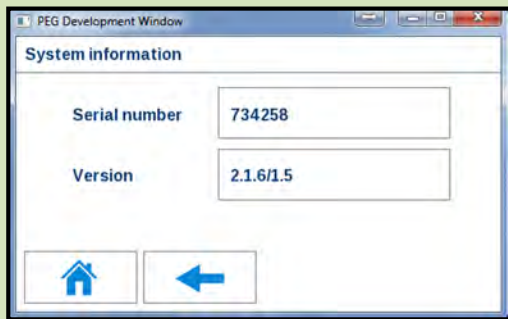 PEG Development Window
System information
Serial number 734258
Version 2.1.6/1.5